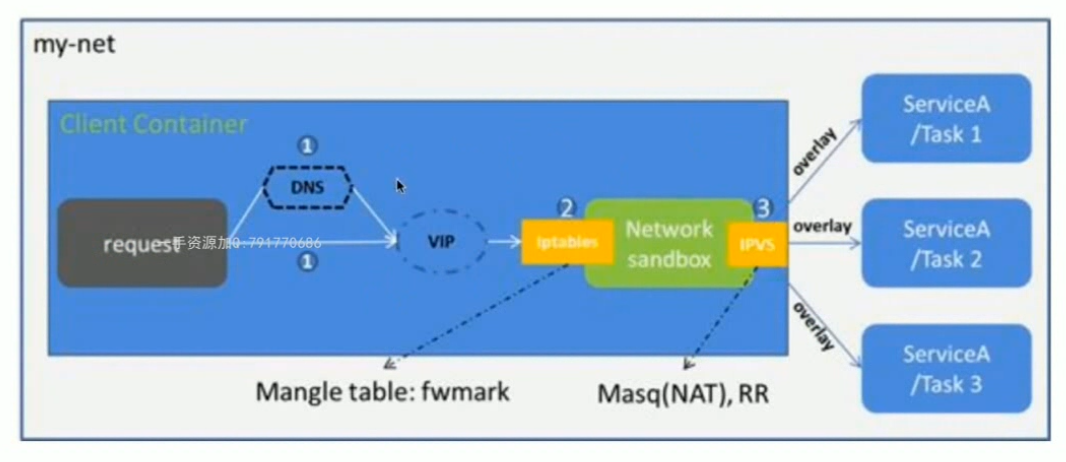 my-net
Client Container
①
DNS
request
手资源加Q:791770686
①
VIP
②
Iptables
Network
sandbox
③
IPVS
overlay
overlay
overlay
ServiceA
/Task 1
ServiceA
/Task 2
ServiceA
/Task 3
Mangle table: fwmark
Masq(NAT), RR